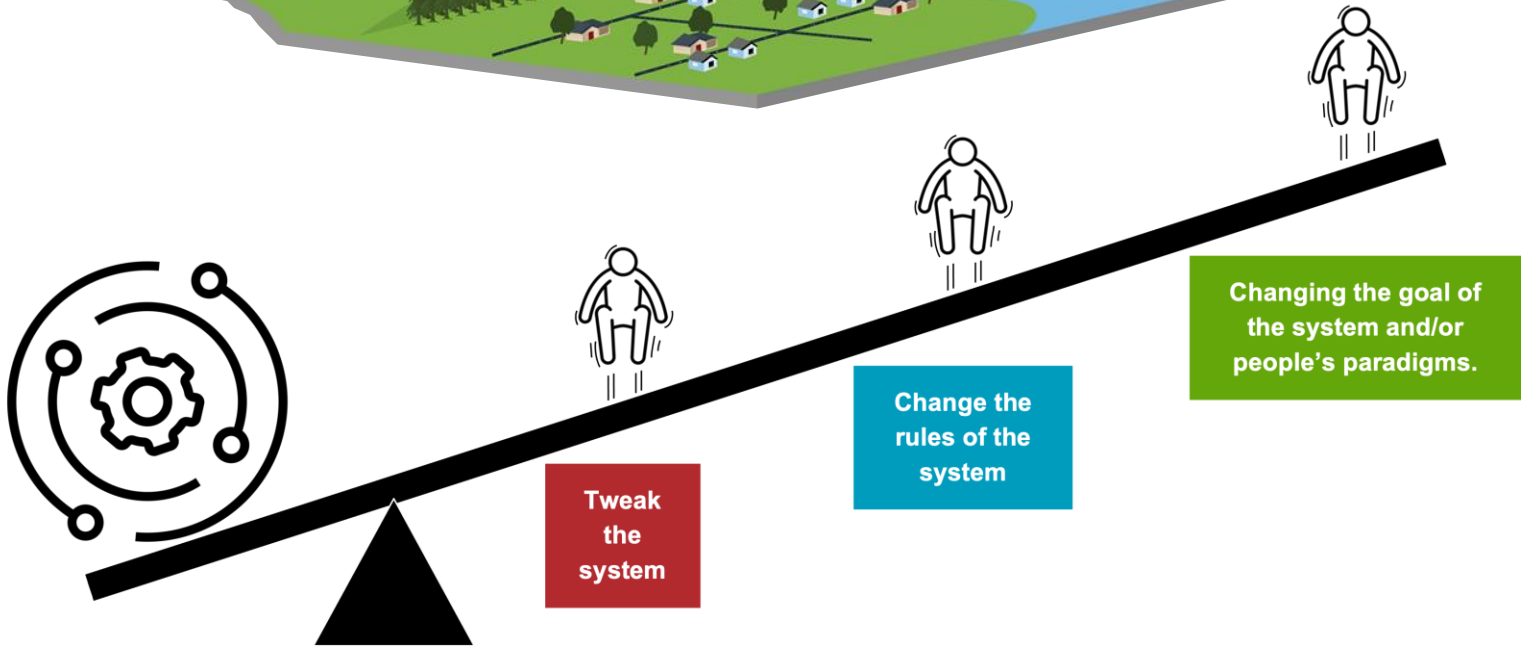 Tweak
the
system
Change the
rules of the
system
Changing the goal of
the system and/or
people's paradigms.